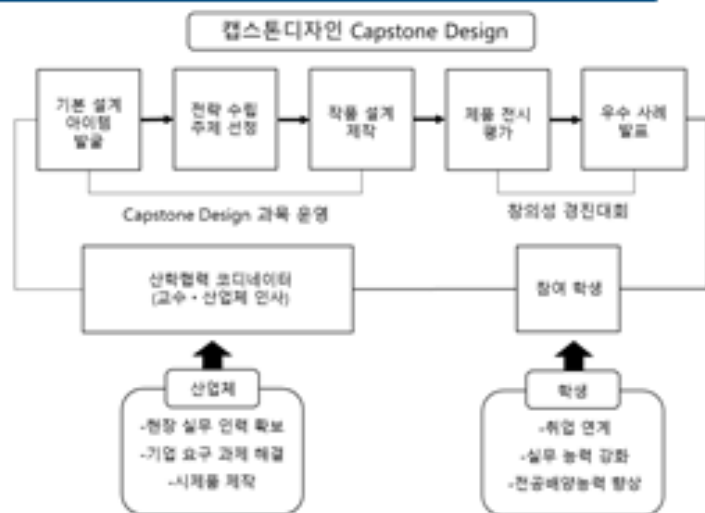 캡스톤디자인 Capstone Design
기본 설계
아이템
발굴
전략 수립
주제 선정
작품 설계
제작
제품 전시
평가
우수 사례
발표
Capstone Design 과목 운영
창의성 경진대회
산학협력 코디네이터
(교수·산업체 인사)
참여 학생
산업체
-현장 실무 인력 확보
-기업 요구 과제 해결
-시제품 제작
학생
-취업 연계
-실무 능력 강화
-전공배양능력 향상